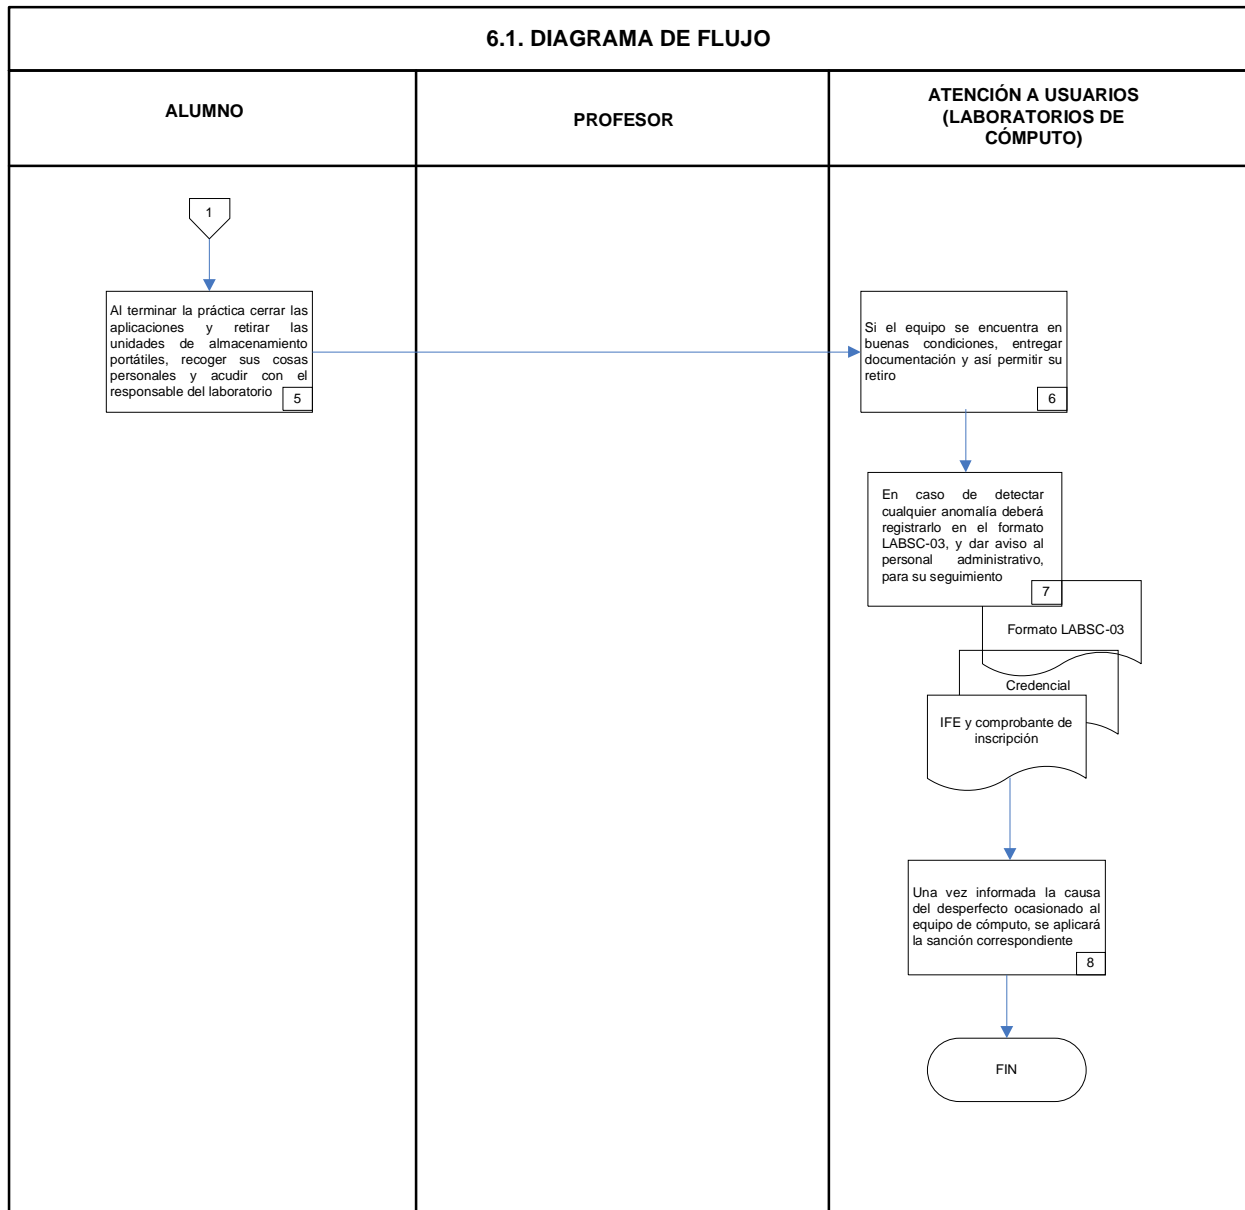 6.1. DIAGRAMA DE FLUJO
ALUMNO
PROFESOR
ATENCIÓN A USUARIOS
(LABORATORIOS DE
CÓMPUTO)
1
Al terminar la práctica cerrar las
aplicaciones y retirar las
unidades de almacenamiento
portátiles, recoger sus cosas
personales y acudir con el
responsable del laboratorio
5
Si el equipo se encuentra en
buenas condiciones, entregar
documentación y así permitir su
retiro
6
En caso de detectar
cualquier anomalía deberá
registrarlo en el formato
LABSC-03, y dar aviso al
personal administrativo,
para su seguimiento
7
Formato LABSC-03
Credencial
IFE y comprobante de
inscripción
Una vez informada la causa
del desperfecto ocasionado al
equipo de cómputo, se aplicará
la sanción correspondiente
8
FIN